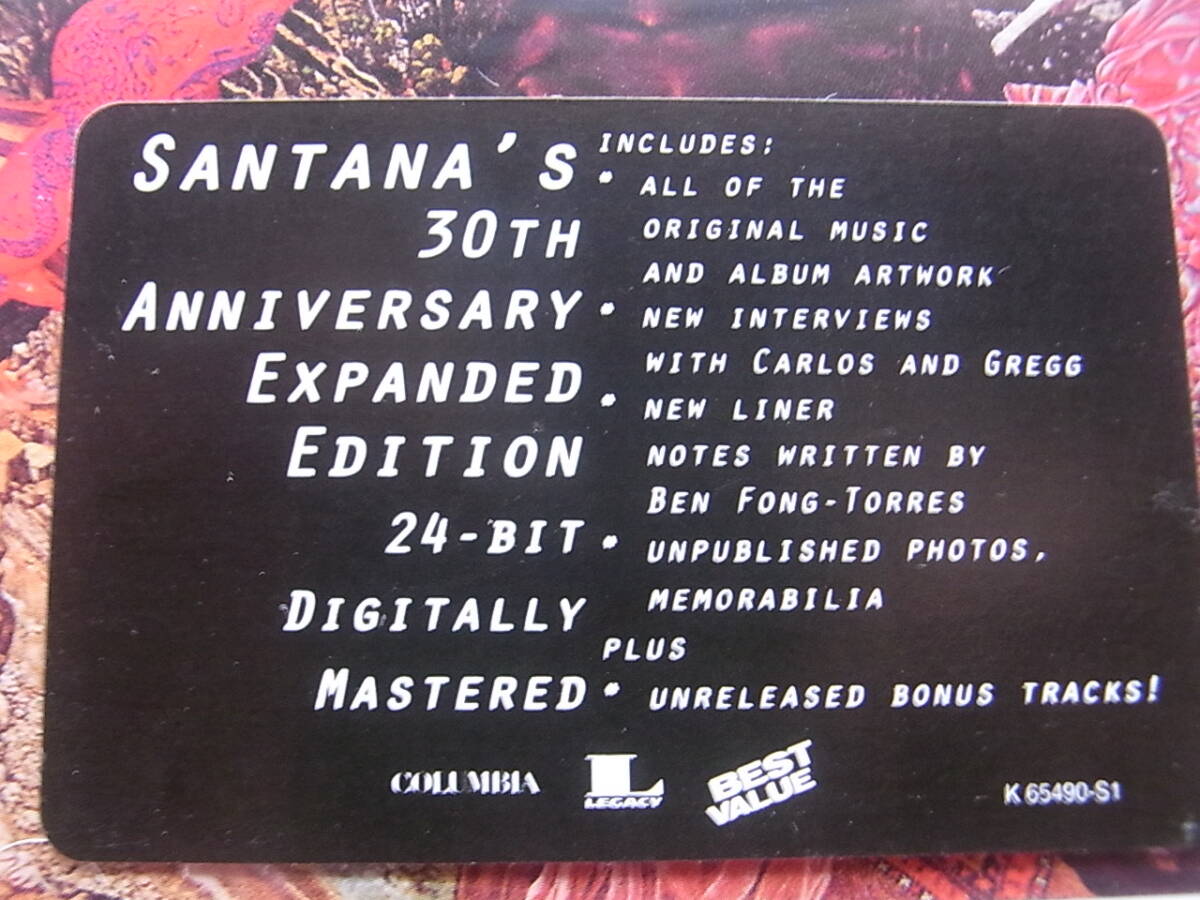 SANTANA'S
30TH
ANNIVERSARY
EXPANDED
EDITION
24-BIT
DIGITALLY
MASTERED
INCLUDES:
• ALL OF THE
ORIGINAL MUSIC
AND ALBUM ARTWORK
• NEW INTERVIEWS
WITH CARLOS AND GREGG
• NEW LINER
NOTES WRITTEN BY
BEN FONG-TORRES
• UNPUBLISHED PHOTOS,
MEMORABILIA
PLUS
• UNRELEASED BONUS TRACKS!
COLUMBIA
L
LEGACY
BEST
VALUE
K 65490-S1